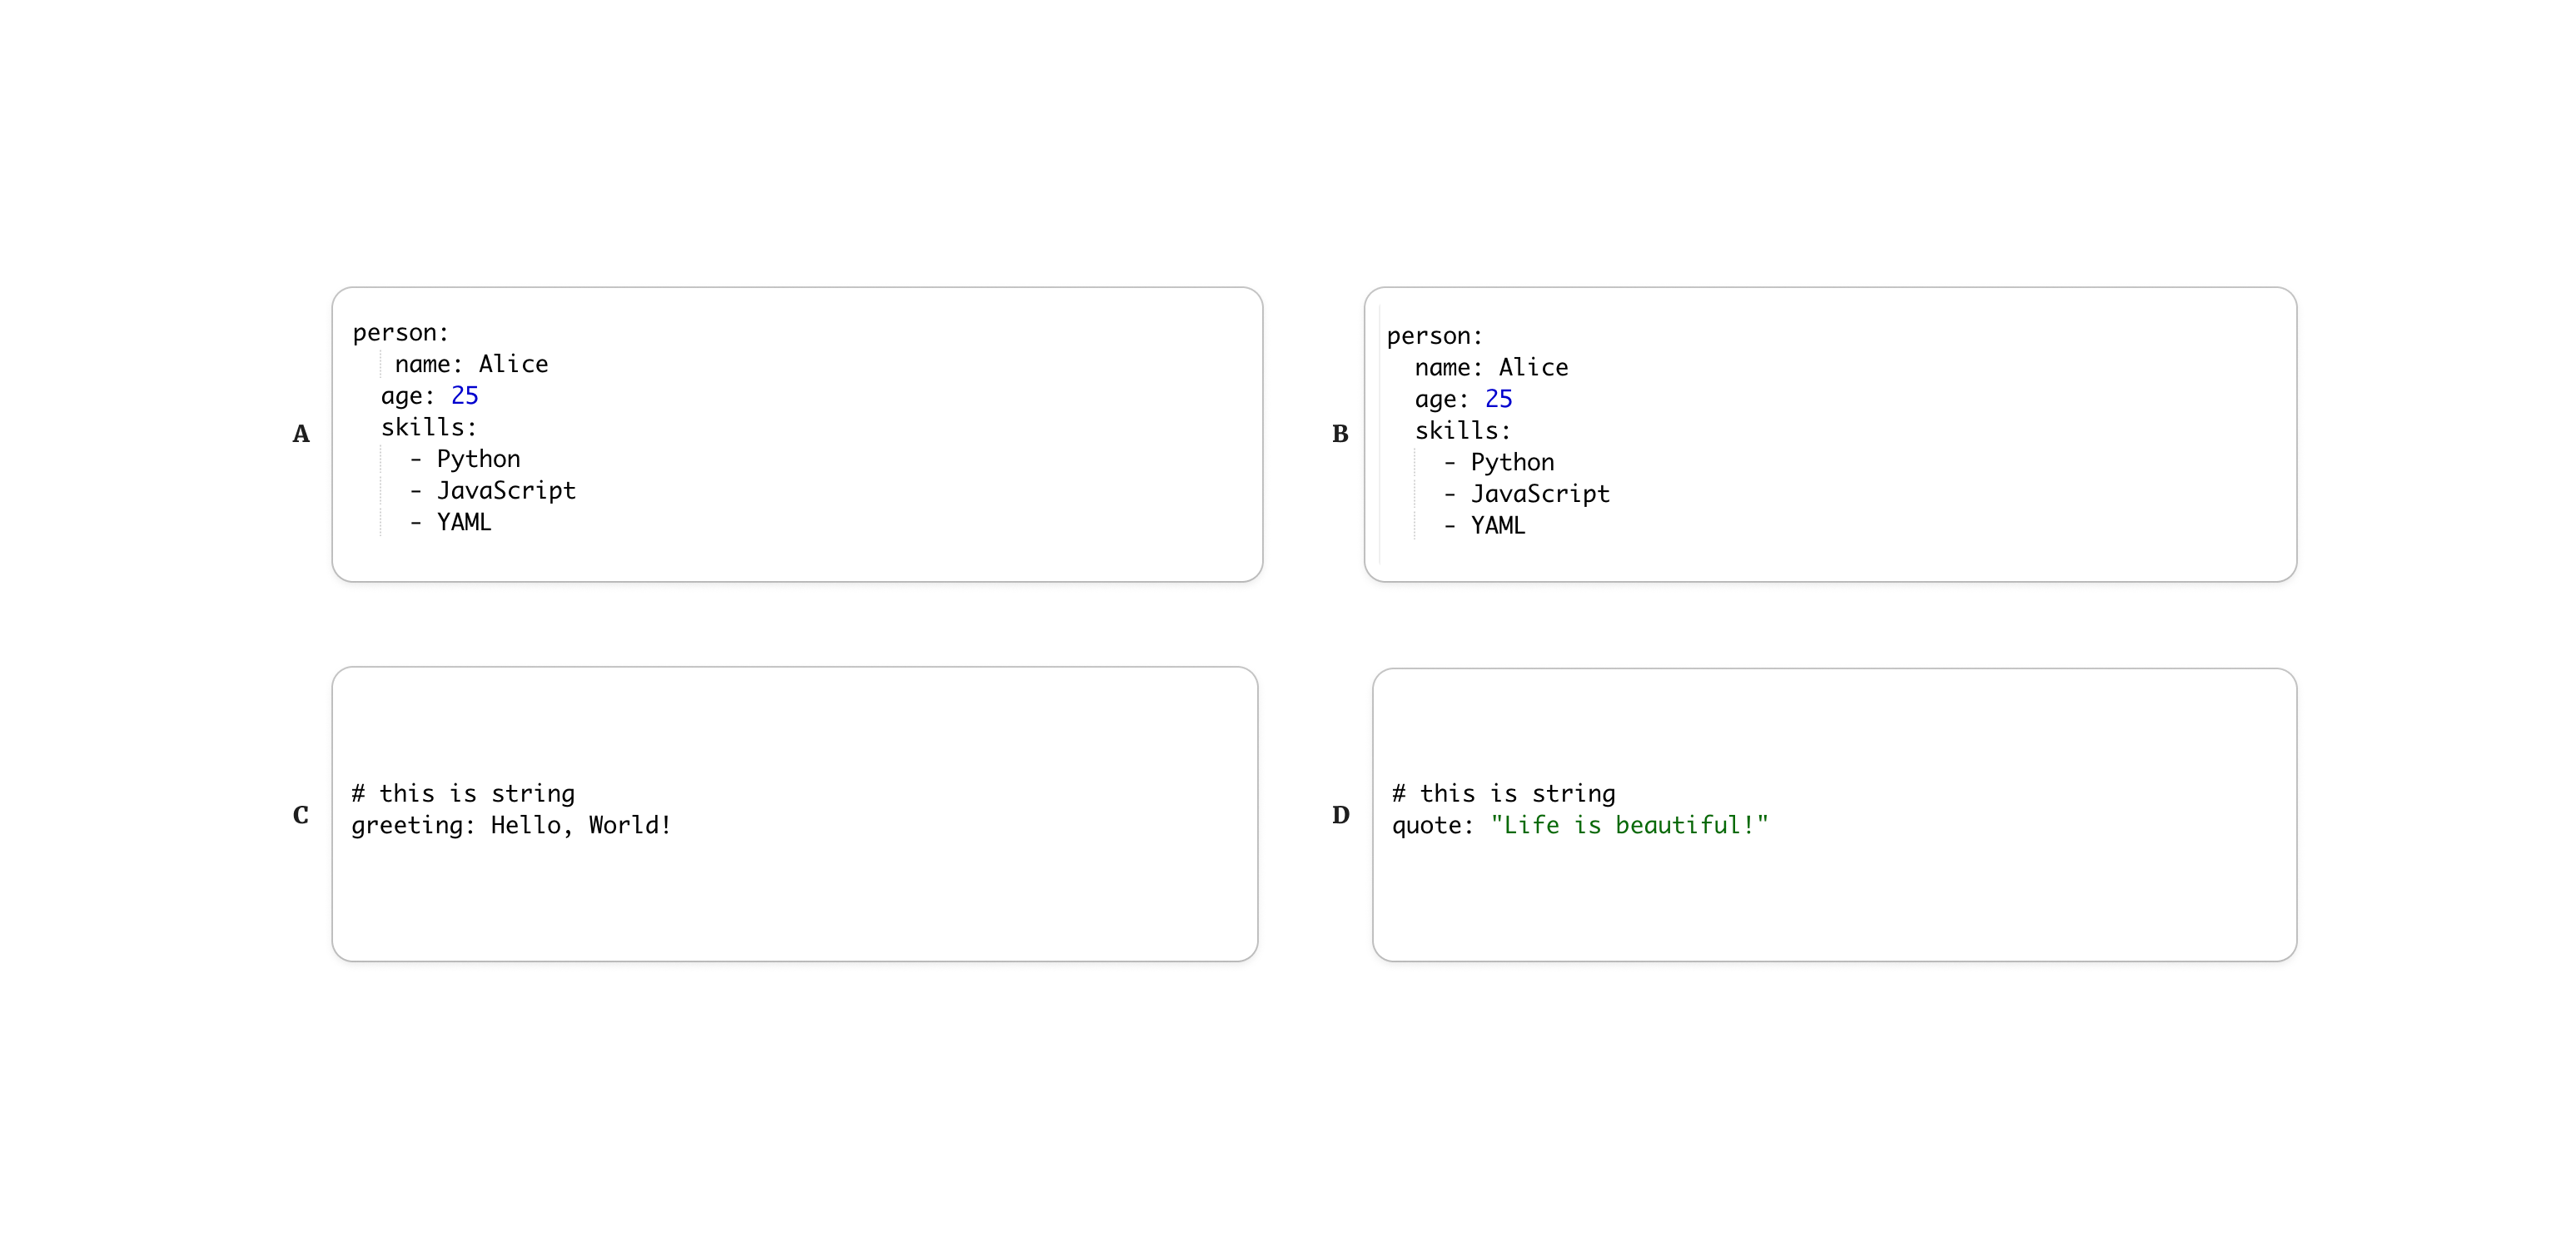 A
person:
   name: Alice
  age: 25
  skills:
    - Python
    - JavaScript
    - YAML
B
person:
  name: Alice
  age: 25
  skills:
    - Python
    - JavaScript
    - YAML
C
# this is string
greeting: Hello, World!
D
# this is string
quote: "Life is beautiful!"